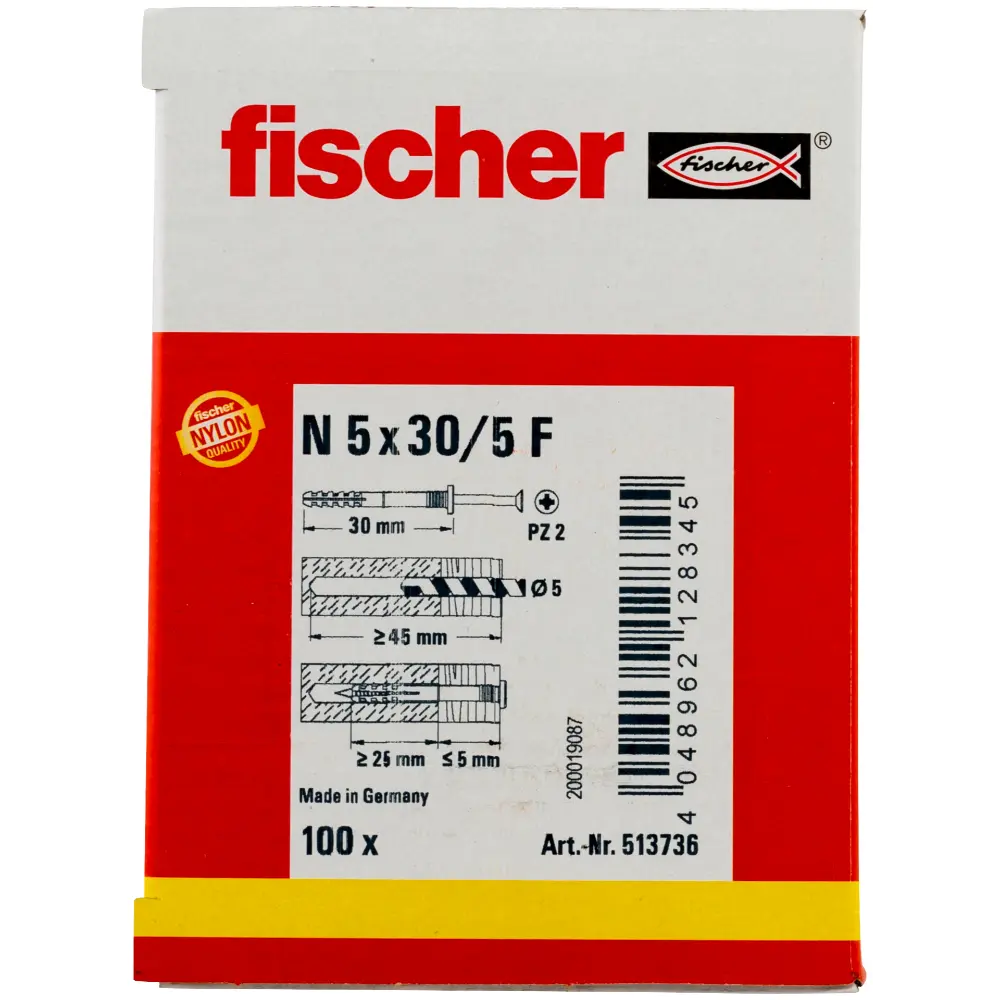 fischer
fischer ®
fischer
NYLON
QUALITY
N 5 x 30/5 F
30 mm
PZ 2
Ø 5
≥ 45 mm
≥ 25 mm ≤ 5 mm
Made in Germany
100 x
Art.-Nr. 513736
200019087
4 048962 128345